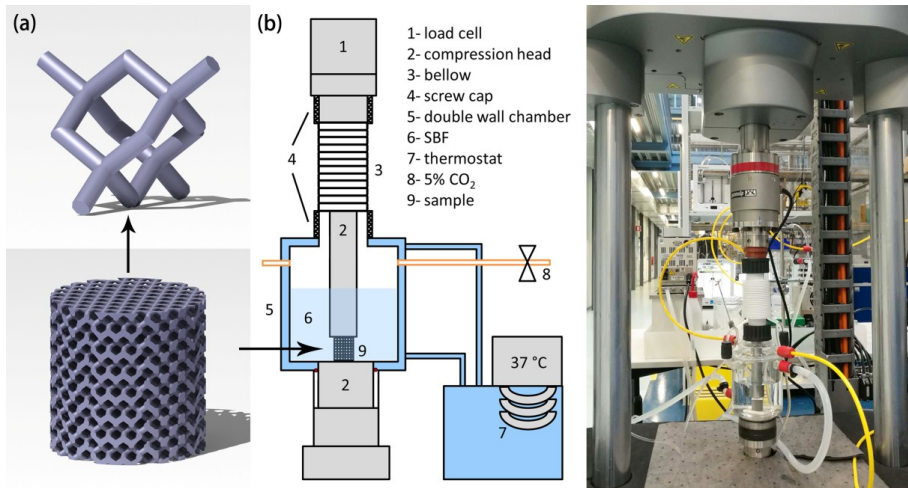 (a)
(b)
1
1- load cell
2- compression head
3- bellow
4- screw cap
5- double wall chamber
6- SBF
7- thermostat
8- 5% CO₂
9- sample
4
3
2
8
5
6
9
37 °C
2
7